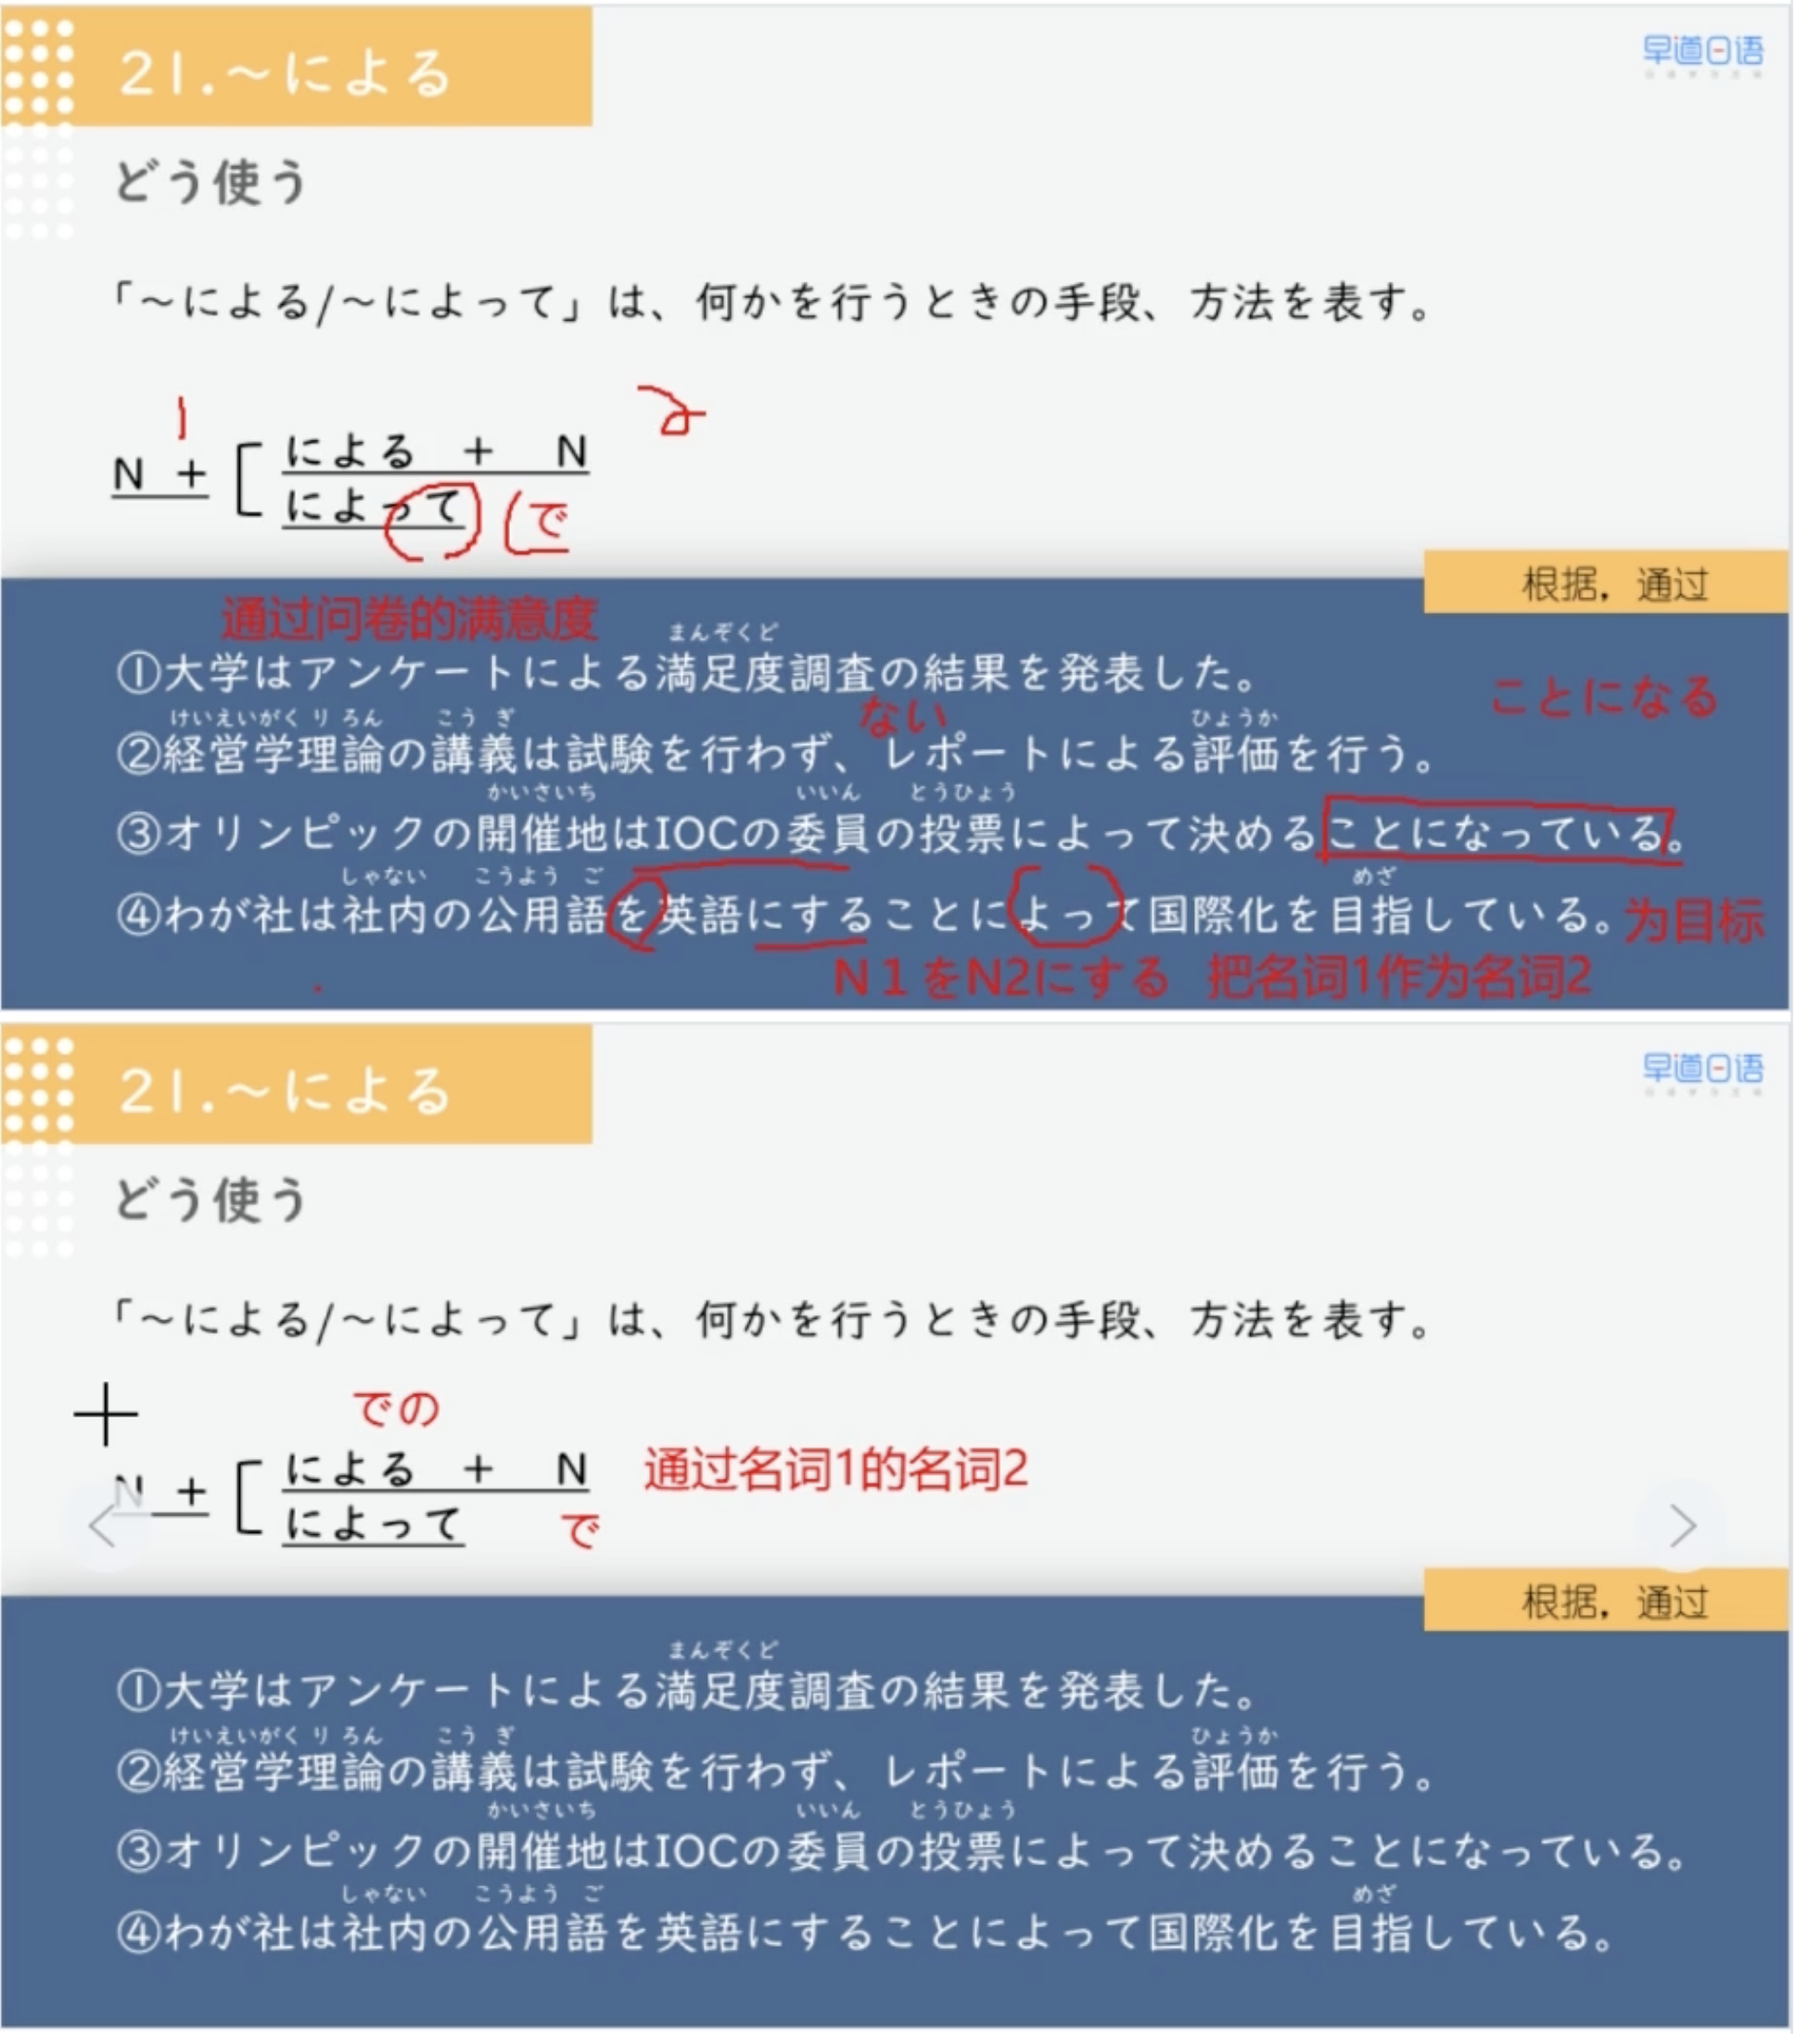 21.～による
早道日语
どう使う
「～による/～によって」は、何かを行うときの手段、方法を表す。
1 2
N + [ による + N
によって (で
根据，通过
通过问卷的满意度
まんぞくど
①大学はアンケートによる満足度調査の結果を発表した。
ことになる
ない
けいえいがく り ろん こう ぎ ひょうか
②経営学理論の講義は試験を行わず、レポートによる評価を行う。
かいさいち いいん とうひょう
③オリンピックの開催地はIOCの委員の投票によって決めることになっている。
しゃない こうよう ご めざ
④わが社は社内の公用語を英語にすることによって国際化を目指している。为目标
N１をN2にする 把名词1作为名词2
21.～による
早道日语
どう使う
「～による/～によって」は、何かを行うときの手段、方法を表す。
での
N + [ による + N 通过名词1的名词2
によって で
根据，通过
まんぞくど
①大学はアンケートによる満足度調査の結果を発表した。
けいえいがく り ろん こう ぎ ひょうか
②経営学理論の講義は試験を行わず、レポートによる評価を行う。
かいさいち いいん とうひょう
③オリンピックの開催地はIOCの委員の投票によって決めることになっている。
しゃない こうよう ご めざ
④わが社は社内の公用語を英語にすることによって国際化を目指している。